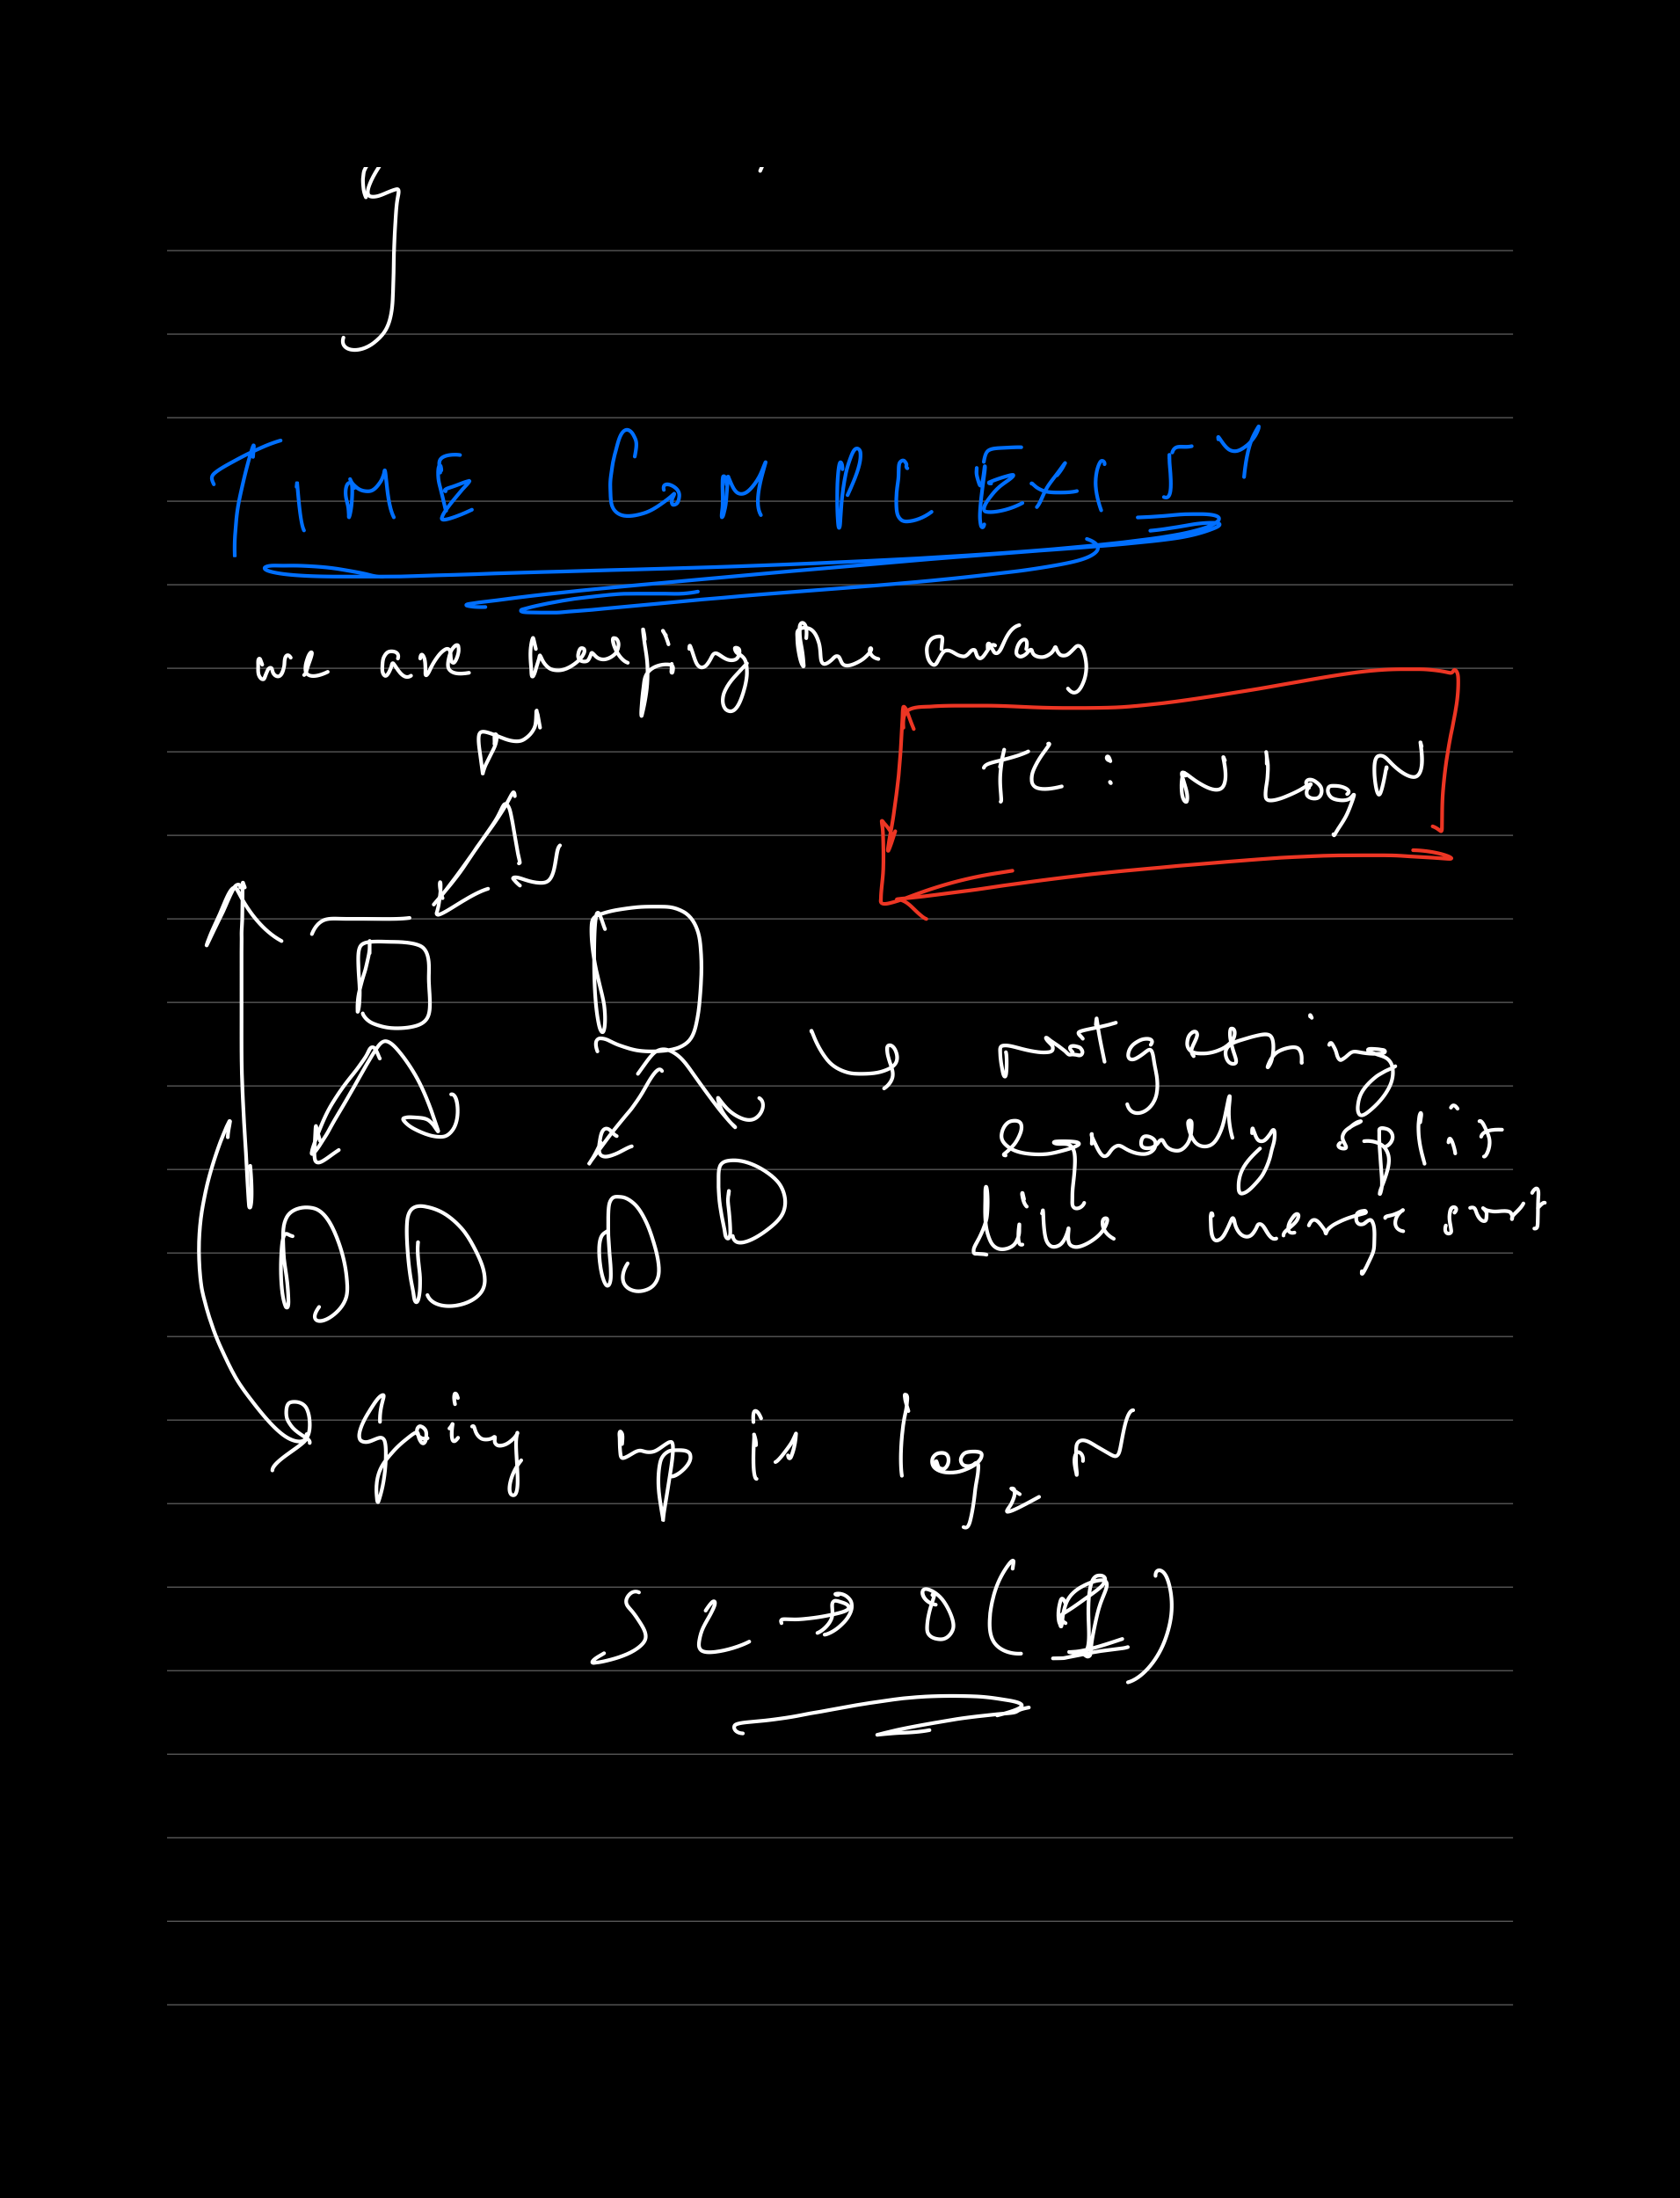 }
TIME COMPLEXITY
we are halfing the array
N
TC : N Log N
not getting
equally split
like merge sort
Going up is log₂ N
SC → O(1)